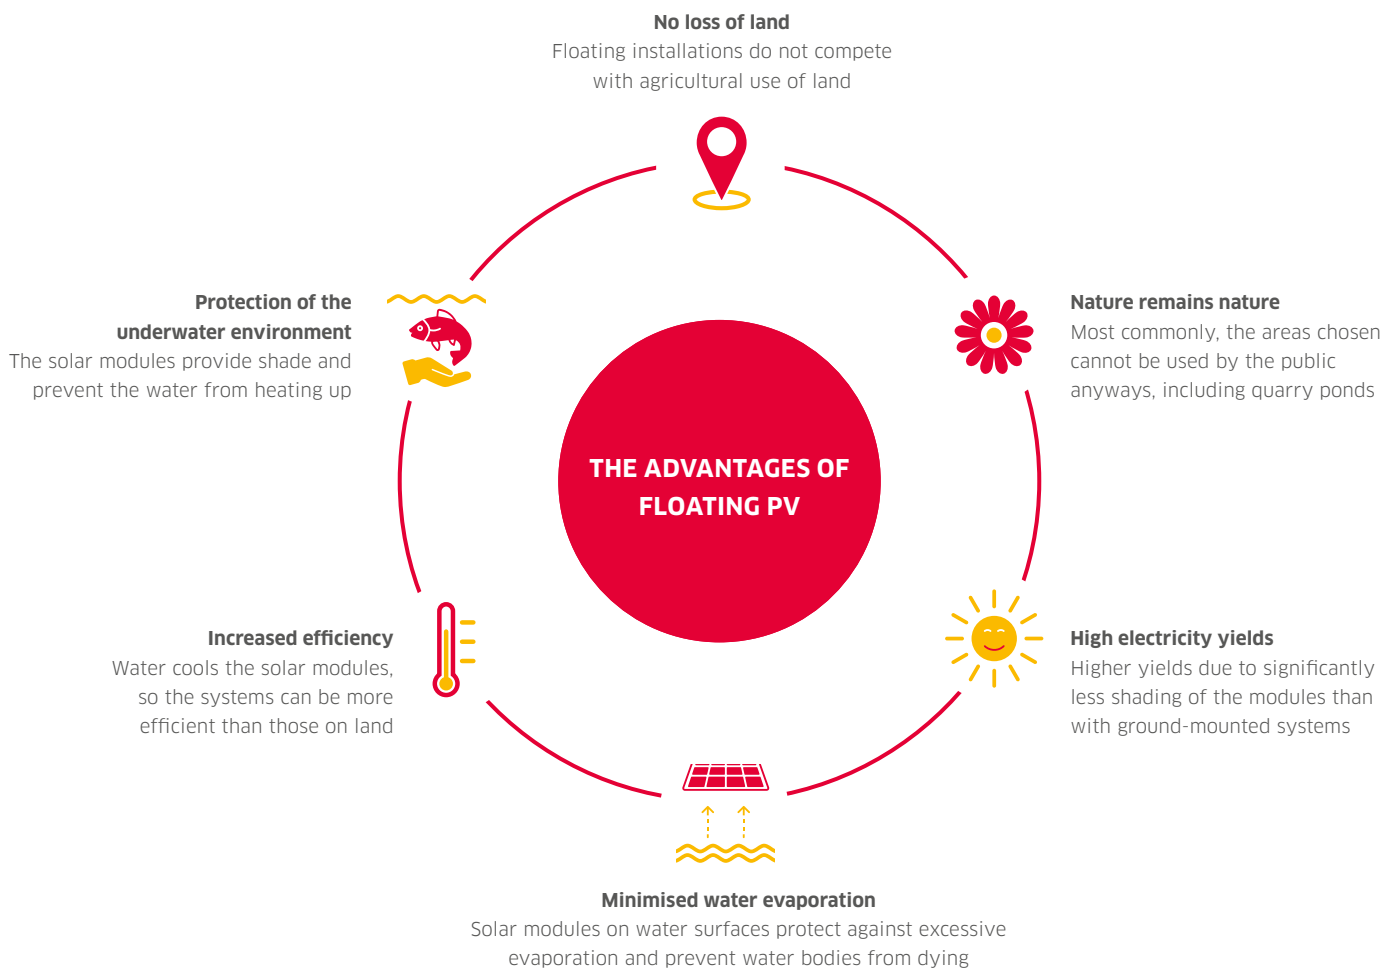 No loss of land
Floating installations do not compete
with agricultural use of land
Protection of the
underwater environment
The solar modules provide shade and
prevent the water from heating up
Nature remains nature
Most commonly, the areas chosen
cannot be used by the public
anyways, including quarry ponds
THE ADVANTAGES OF
FLOATING PV
Increased efficiency
Water cools the solar modules,
so the systems can be more
efficient than those on land
High electricity yields
Higher yields due to significantly
less shading of the modules than
with ground-mounted systems
Minimised water evaporation
Solar modules on water surfaces protect against excessive
evaporation and prevent water bodies from dying